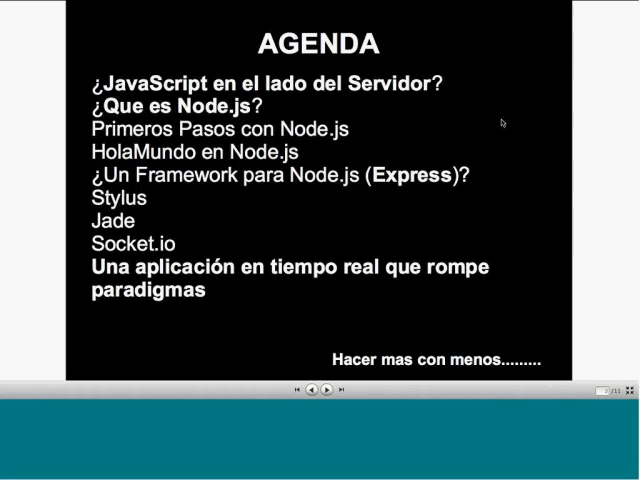 AGENDA
¿JavaScript en el lado del Servidor?
¿Que es Node.js?
Primeros Pasos con Node.js
HolaMundo en Node.js
¿Un Framework para Node.js (Express)?
Stylus
Jade
Socket.io
Una aplicación en tiempo real que rompe
paradigmas
Hacer mas con menos.........
/11